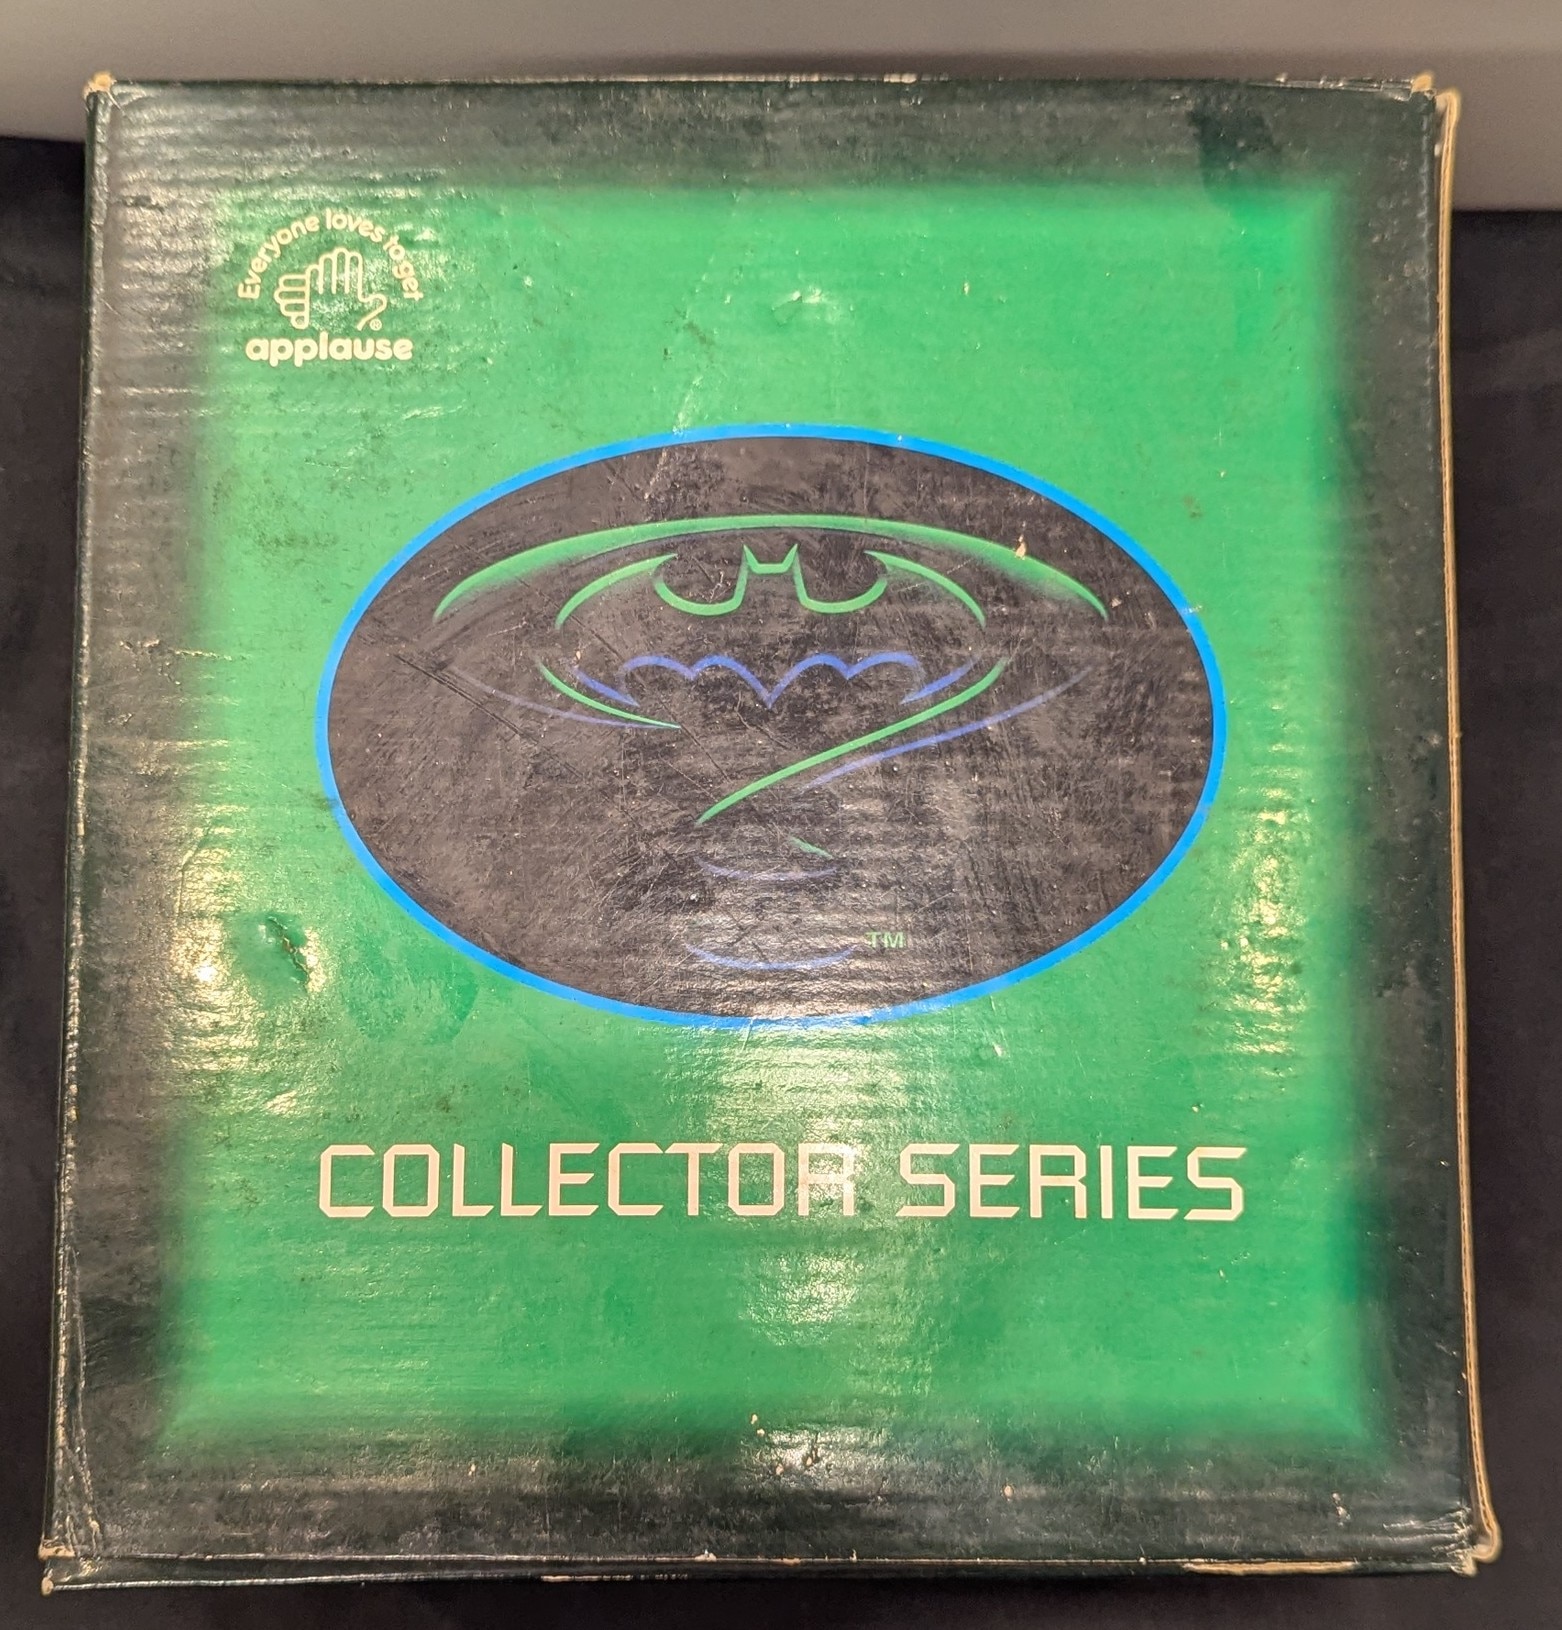 Everyone loves to get
®
applause
TM
COLLECTOR SERIES